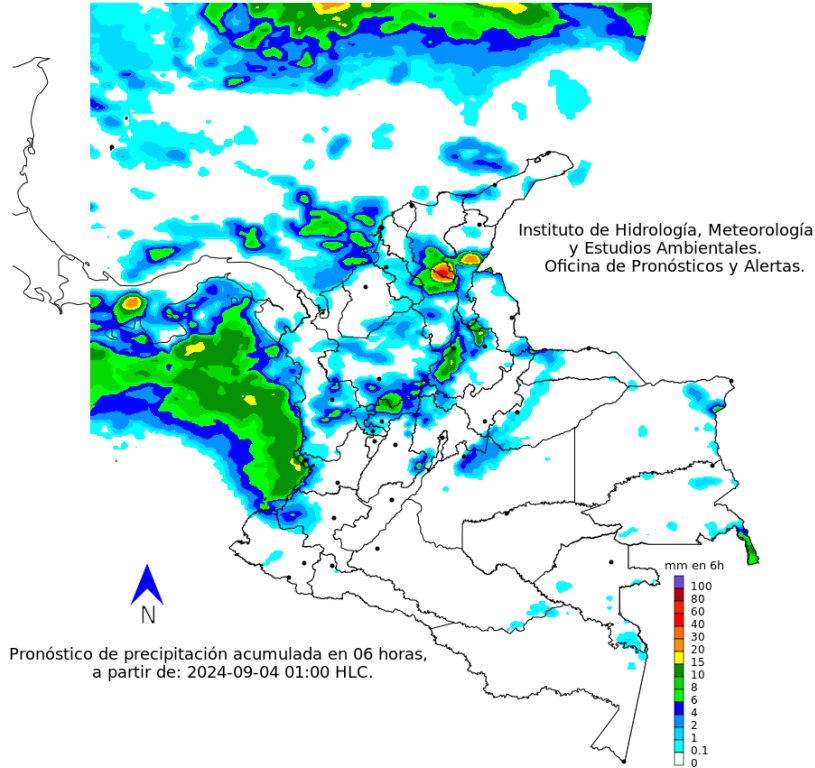 Instituto de Hidrología, Meteorología
y Estudios Ambientales.
Oficina de Pronósticos y Alertas.
N
mm en 6h
100
80
60
40
30
20
15
10
8
6
4
2
1
0.1
0
Pronóstico de precipitación acumulada en 06 horas,
a partir de: 2024-09-04 01:00 HLC.